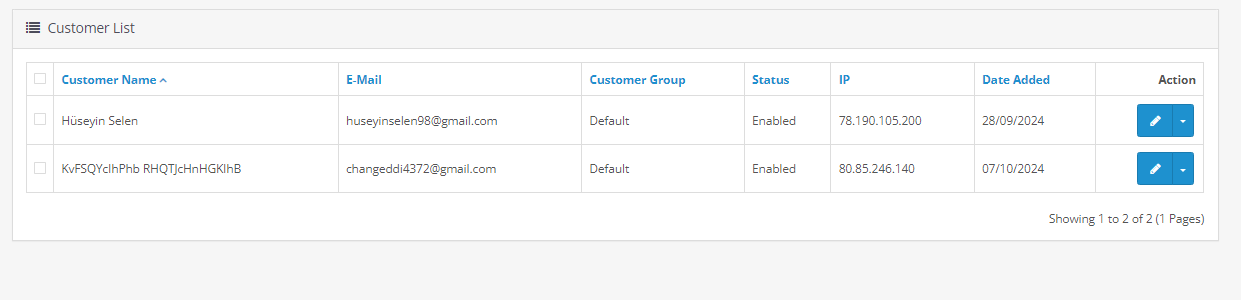 Customer List
Customer Name E-Mail Customer Group Status IP Date Added Action
Hüseyin Selen huseyinselen98@gmail.com Default Enabled 78.190.105.200 28/09/2024
KvFSQYclhPhb RHQTJcHnHGKlhB changeddi4372@gmail.com Default Enabled 80.85.246.140 07/10/2024
Showing 1 to 2 of 2 (1 Pages)